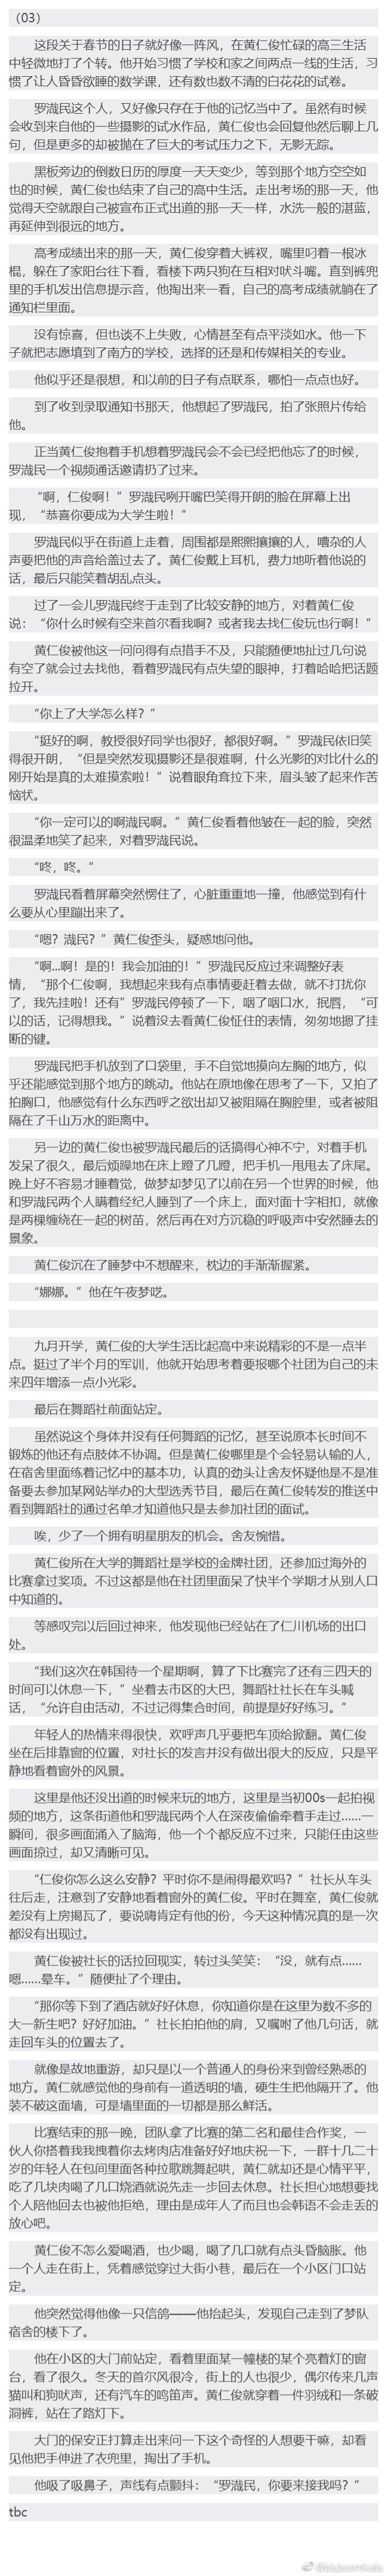 （03）
这段关于春节的日子就好像一阵风，在黄仁俊忙碌的高三生活
中轻微地打了个转。他开始习惯了学校和家之间两点一线的生活，习
惯了让人昏昏欲睡的数学课，还有数也数不清的白花花的试卷。
罗渽民这个人，又好像只存在于他的记忆当中了。虽然有时候
会收到来自他的一些摄影的试水作品，黄仁俊也会回复他然后聊上几
句，但是更多的却被抛在了巨大的考试压力之下，无影无踪。
黑板旁边的倒数日历的厚度一天天变少，等到那个地方空空如
也的时候，黄仁俊也结束了自己的高中生活。走出考场的那一天，他
觉得天空就跟自己被宣布正式出道的那一天一样，水洗一般的湛蓝，
再延伸到很远的地方。
高考成绩出来的那一天，黄仁俊穿着大裤衩，嘴里叼着一根冰
棍，躲在了家阳台往下看，看楼下两只狗在互相对吠斗嘴。直到裤兜
里的手机发出信息提示音，他掏出来一看，自己的高考成绩就躺在了
通知栏里面。
没有惊喜，但也谈不上失败，心情甚至有点平淡如水。他一下
子就把志愿填到了南方的学校，选择的还是和传媒相关的专业。
他似乎还是很想，和以前的日子有点联系，哪怕一点点也好。
到了收到录取通知书那天，他想起了罗渽民，拍了张照片传给
他。
正当黄仁俊抱着手机想着罗渽民会不会已经把他忘了的时候，
罗渽民一个视频通话邀请扔了过来。
“啊，仁俊啊！”罗渽民咧开嘴巴笑得开朗的脸在屏幕上出
现，“恭喜你要成为大学生啦！”
罗渽民似乎在街道上走着，周围都是熙熙攘攘的人，嘈杂的人
声要把他的声音给盖过去了。黄仁俊戴上耳机，费力地听着他说的
话，最后只能笑着胡乱点头。
过了一会儿罗渽民终于走到了比较安静的地方，对着黄仁俊
说：“你什么时候有空来首尔看我啊？或者我去找仁俊玩也行啊！”
黄仁俊被他这一问问得有点措手不及，只能随便地扯过几句说
有空了就会过去找他，看着罗渽民有点失望的眼神，打着哈哈把话题
拉开。
“你上了大学怎么样？”
“挺好的啊，教授很好同学也很好，都很好啊。”罗渽民依旧笑
得很开朗，“但是突然发现摄影还是很难啊，什么光影的对比什么的
刚开始是真的太难摸索啦！”说着眼角耷拉下来，眉头皱了起来作苦
恼状。
“你一定可以的啊渽民啊。”黄仁俊看着他皱在一起的脸，突然
很温柔地笑了起来，对着罗渽民说。
“咚，咚。”
罗渽民看着屏幕突然愣住了，心脏重重地一撞，他感觉到有什
么要从心里蹦出来了。
“嗯？渽民？”黄仁俊歪头，疑惑地问他。
“啊...啊！是的！我会加油的！”罗渽民反应过来调整好表
情，“那个仁俊啊，我想起来我有点事情要赶着去做，就不打扰你
了，我先挂啦！还有”罗渽民停顿了一下，咽了咽口水，抿唇，“可
以的话，记得想我。”说着没去看黄仁俊怔住的表情，匆匆地摁了挂
断的键。
罗渽民把手机放到了口袋里，手不自觉地摸向左胸的地方，似
乎还能感觉到那个地方的跳动。他站在原地像在思考了一下，又拍了
拍胸口，他感觉有什么东西呼之欲出却又被阻隔在胸腔里，或者被阻
隔在了千山万水的距离中。
另一边的黄仁俊也被罗渽民最后的话搞得心神不宁，对着手机
发呆了很久，最后烦躁地在床上蹬了几蹬，把手机一甩甩去了床尾。
晚上好不容易才睡着觉，做梦却梦见了以前在另一个世界的时候，他
和罗渽民两个人瞒着经纪人睡到了一个床上，面对面十字相扣，就像
是两棵缠绕在一起的树苗，然后再在对方沉稳的呼吸声中安然睡去的
景象。
黄仁俊沉在了睡梦中不想醒来，枕边的手渐渐握紧。
“娜娜。”他在午夜梦呓。
九月开学，黄仁俊的大学生活比起高中来说精彩的不是一点半
点。挺过了半个月的军训，他就开始思考着要报哪个社团为自己的未
来四年增添一点小光彩。
最后在舞蹈社前面站定。
虽然说这个身体并没有任何舞蹈的记忆，甚至说原本长时间不
锻炼的他还有点肢体不协调。但是黄仁俊哪里是个会轻易认输的人，
在宿舍里面练着记忆中的基本功，认真的劲头让舍友怀疑他是不是准
备要去参加某网站举办的大型选秀节目，最后在黄仁俊转发的推送中
看到舞蹈社的通过名单才知道他只是去参加社团的面试。
唉，少了一个拥有明星朋友的机会。舍友惋惜。
黄仁俊所在大学的舞蹈社是学校的金牌社团，还参加过海外的
比赛拿过奖项。不过这都是他在社团里面呆了快半个学期才从别人口
中知道的。
等感叹完以后回过神来，他发现他已经站在了仁川机场的出口
处。
“我们这次在韩国待一个星期啊，算了下比赛完了还有三四天的
时间可以休息一下，”坐着去市区的大巴，舞蹈社社长在车头喊
话，“允许自由活动，不过记得集合时间，前提是好好练习。”
年轻人的热情来得很快，欢呼声几乎要把车顶给掀翻。黄仁俊
坐在后排靠窗的位置，对社长的发言并没有做出很大的反应，只是平
静地看着窗外的风景。
这里是他还没出道的时候来玩的地方，这里是当初00s一起拍视
频的地方，这条街道他和罗渽民两个人在深夜偷偷牵着手走过……一
瞬间，很多画面涌入了脑海，他一个个都反应不过来，只能任由这些
画面掠过，却又清晰可见。
“仁俊你怎么这么安静？平时你不是闹得最欢吗？”社长从车头
往后走，注意到了安静地看着窗外的黄仁俊。平时在舞室，黄仁俊就
差没有上房揭瓦了，要说嗨肯定有他的份，今天这种情况真的是一次
都没有出现过。
黄仁俊被社长的话拉回现实，转过头笑笑：“没，就有点……
嗯……晕车。”随便扯了个理由。
“那你等下到了酒店就好好休息，你知道你是在这里为数不多的
大一新生吧？好好加油。”社长拍拍他的肩，又嘱咐了他几句话，就
走回车头的位置去了。
就像是故地重游，却只是以一个普通人的身份来到曾经熟悉的
地方。黄仁就感觉他的身前有一道透明的墙，硬生生把他隔开了。他
装不破这面墙，可是墙里面的一切都是那么鲜活。
比赛结束的那一晚，团队拿了比赛的第二名和最佳合作奖，一
伙人你搭着我我拽着你去烤肉店准备好好地庆祝一下，一群十几二十
岁的年轻人在包间里面各种拉歌跳舞起哄，黄仁就却还是心情平平，
吃了几块肉喝了几口烧酒就说先走一步回去休息。社长担心地想要找
个人陪他回去也被他拒绝，理由是成年人了而且也会韩语不会走丢的
放心吧。
黄仁俊不怎么爱喝酒，也少喝，喝了几口就有点头昏脑胀。他
一个人走在街上，凭着感觉穿过大街小巷，最后在一个小区门口站
定。
他突然觉得他像一只信鸽——他抬起头，发现自己走到了梦队
宿舍的楼下了。
他在小区的大门前站定，看着里面某一幢楼的某个亮着灯的窗
台，看了很久。冬天的首尔风很冷，街上的人也很少，偶尔传来几声
猫叫和狗吠声，还有汽车的鸣笛声。黄仁俊就穿着一件羽绒和一条破
洞裤，站在了路灯下。
大门的保安正打算走出来问一下这个奇怪的人想要干嘛，却看
见他把手伸进了衣兜里，掏出了手机。
他吸了吸鼻子，声线有点颤抖：“罗渽民，你要来接我吗？”
tbc